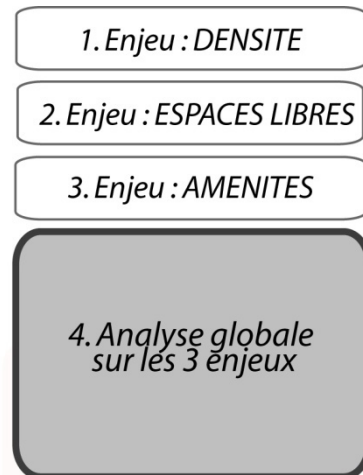 1. Enjeu : DENSITE
2. Enjeu : ESPACES LIBRES
3. Enjeu : AMENITES
4. Analyse globale
sur les 3 enjeux